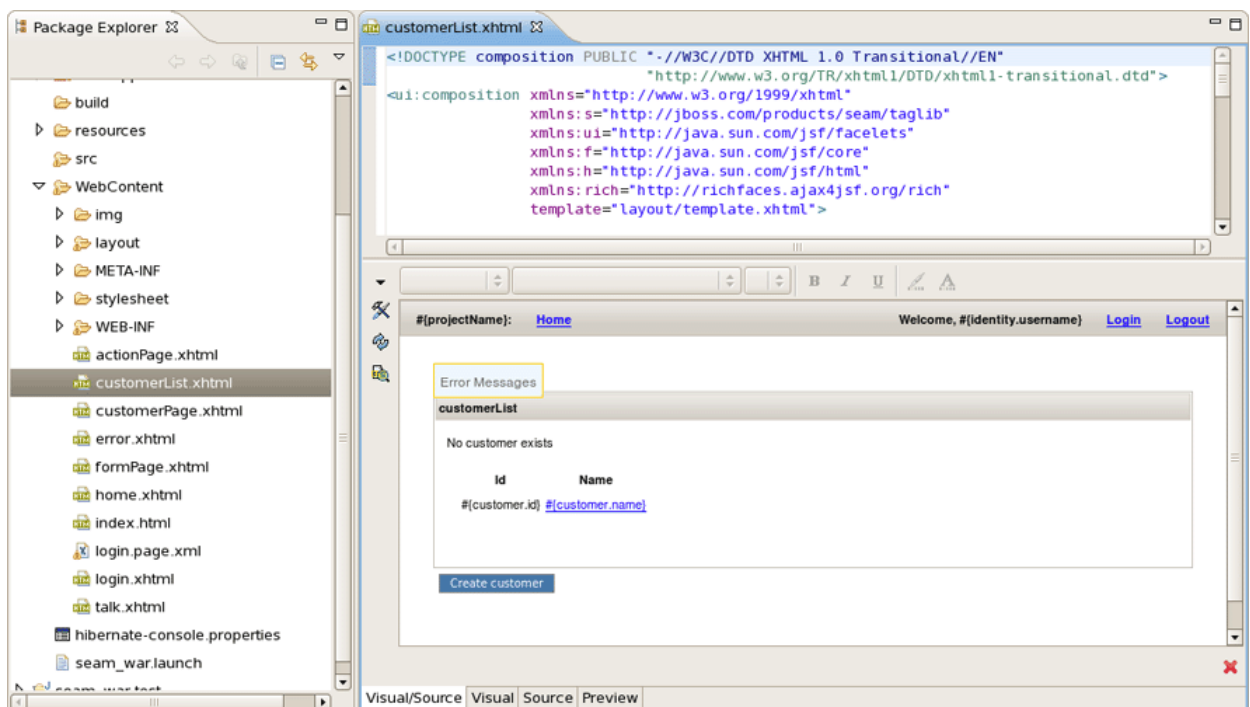 Package Explorer
build
resources
src
WebContent
img
layout
META-INF
stylesheet
WEB-INF
actionPage.xhtml
customerList.xhtml
customerPage.xhtml
error.xhtml
formPage.xhtml
home.xhtml
index.html
login.page.xml
login.xhtml
talk.xhtml
hibernate-console.properties
seam_war.launch
customerList.xhtml
<!DOCTYPE composition PUBLIC "-//W3C//DTD XHTML 1.0 Transitional//EN"
"http://www.w3.org/TR/xhtml1/DTD/xhtml1-transitional.dtd">
<ui:composition xmlns="http://www.w3.org/1999/xhtml"
xmlns:s="http://jboss.com/products/seam/taglib"
xmlns:ui="http://java.sun.com/jsf/facelets"
xmlns:f="http://java.sun.com/jsf/core"
xmlns:h="http://java.sun.com/jsf/html"
xmlns:rich="http://richfaces.ajax4jsf.org/rich"
template="layout/template.xhtml">
B I U A
#{projectName}: Home Welcome, #{identity.username} Login Logout
Error Messages
customerList
No customer exists
Id Name
#{customer.id} #{customer.name}
Create customer
Visual/Source Visual Source Preview